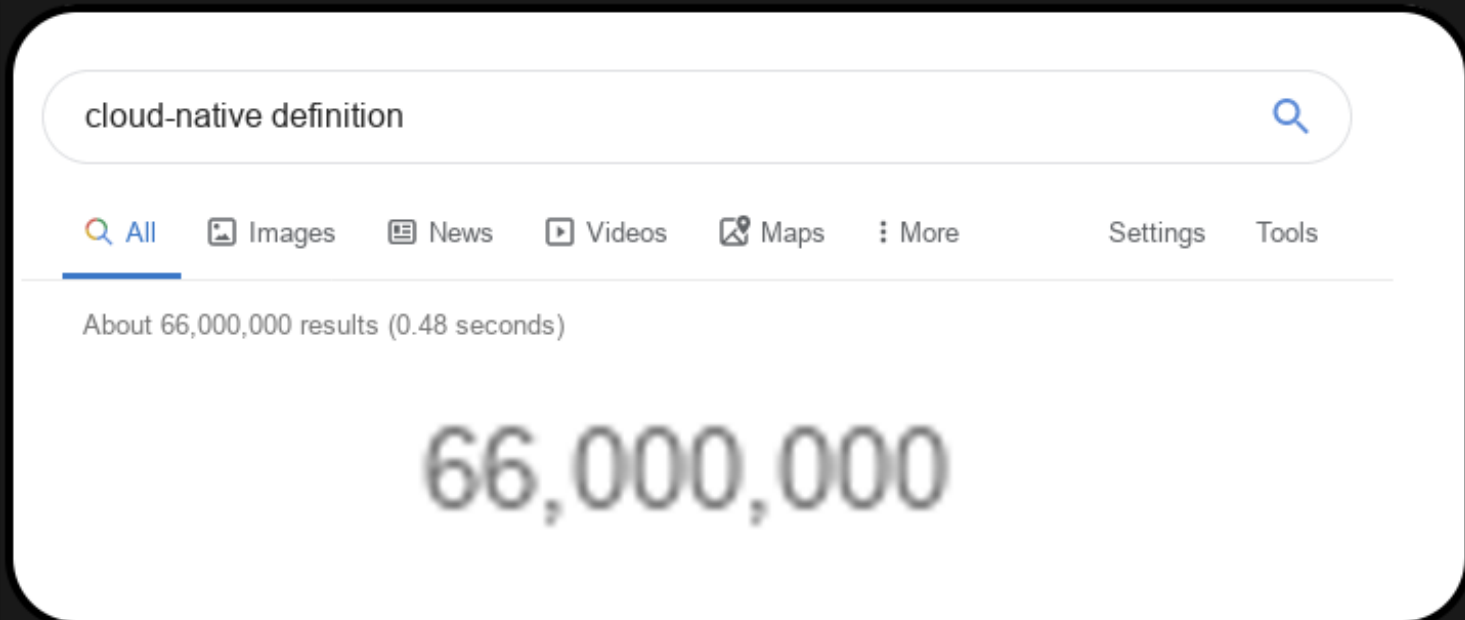 cloud-native definition
All Images News Videos Maps More Settings Tools
About 66,000,000 results (0.48 seconds)
66,000,000